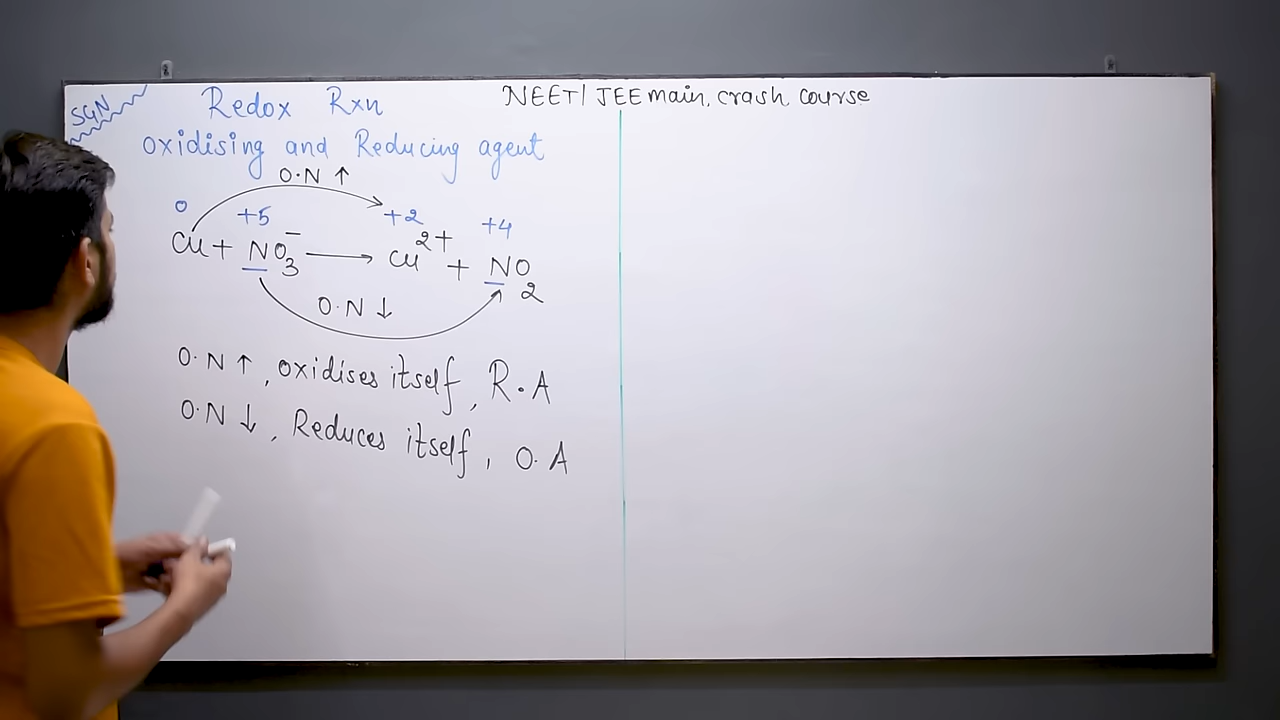 SGN
Redox Rxn
NEET/ JEE main, crash course
oxidising and Reducing agent
O.N ↑
0 +5 +2 +4
Cu + NO3⁻ ⟶ Cu²⁺ + NO2
O.N ↓
O.N ↑, oxidises itself, R.A
O.N ↓, Reduces itself, O.A